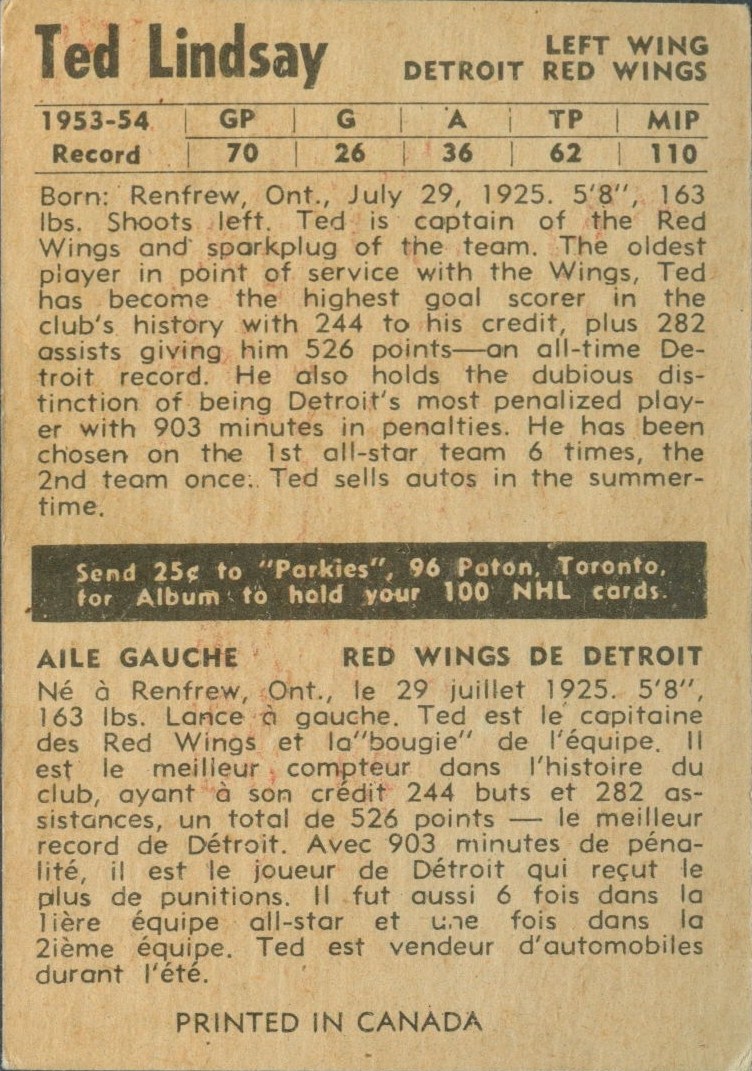 Ted Lindsay
LEFT WING
DETROIT RED WINGS
1953-54 | GP | G | A | TP | MIP
Record | 70 | 26 | 36 | 62 | 110
Born: Renfrew, Ont., July 29, 1925. 5'8", 163
lbs. Shoots left. Ted is captain of the Red
Wings and sparkplug of the team. The oldest
player in point of service with the Wings, Ted
has become the highest goal scorer in the
club's history with 244 to his credit, plus 282
assists giving him 526 points—an all-time De-
troit record. He also holds the dubious dis-
tinction of being Detroit's most penalized play-
er with 903 minutes in penalties. He has been
chosen on the 1st all-star team 6 times, the
2nd team once. Ted sells autos in the summer-
time.
Send 25¢ to "Parkies", 96 Paton, Toronto,
for Album to hold your 100 NHL cards.
AILE GAUCHE RED WINGS DE DETROIT
Né à Renfrew, Ont., le 29 juillet 1925. 5'8",
163 lbs. Lance à gauche. Ted est le capitaine
des Red Wings et la"bougie" de l'équipe. Il
est le meilleur compteur dans l'histoire du
club, ayant à son crédit 244 buts et 282 as-
sistances, un total de 526 points — le meilleur
record de Détroit. Avec 903 minutes de péna-
lité, il est le joueur de Détroit qui reçut le
plus de punitions. Il fut aussi 6 fois dans la
1ière équipe all-star et une fois dans la
2ième équipe. Ted est vendeur d'automobiles
durant l'été.
PRINTED IN CANADA